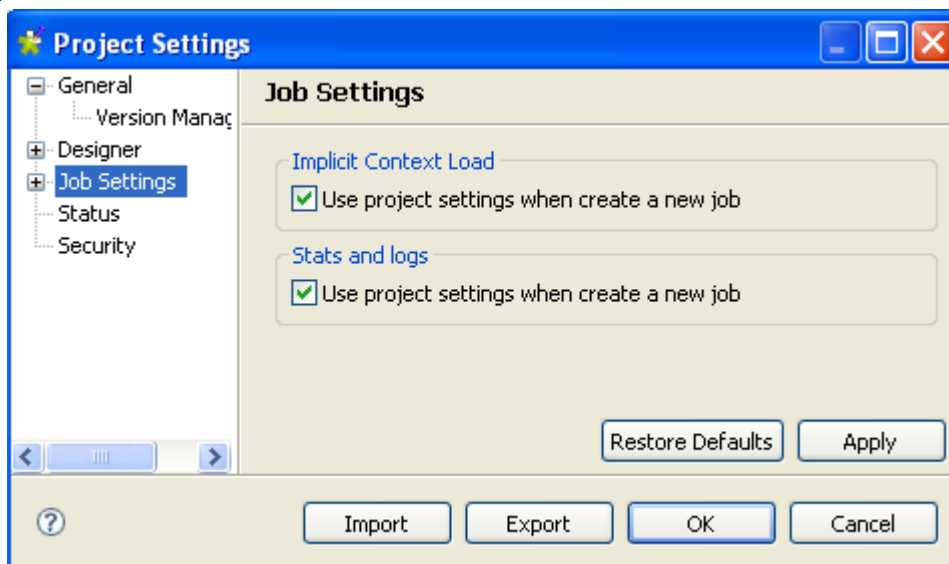 Project Settings
General
Version Manag
Designer
Job Settings
Status
Security
Job Settings
Implicit Context Load
Use project settings when create a new job
Stats and logs
Use project settings when create a new job
Restore Defaults
Apply
?
Import
Export
OK
Cancel